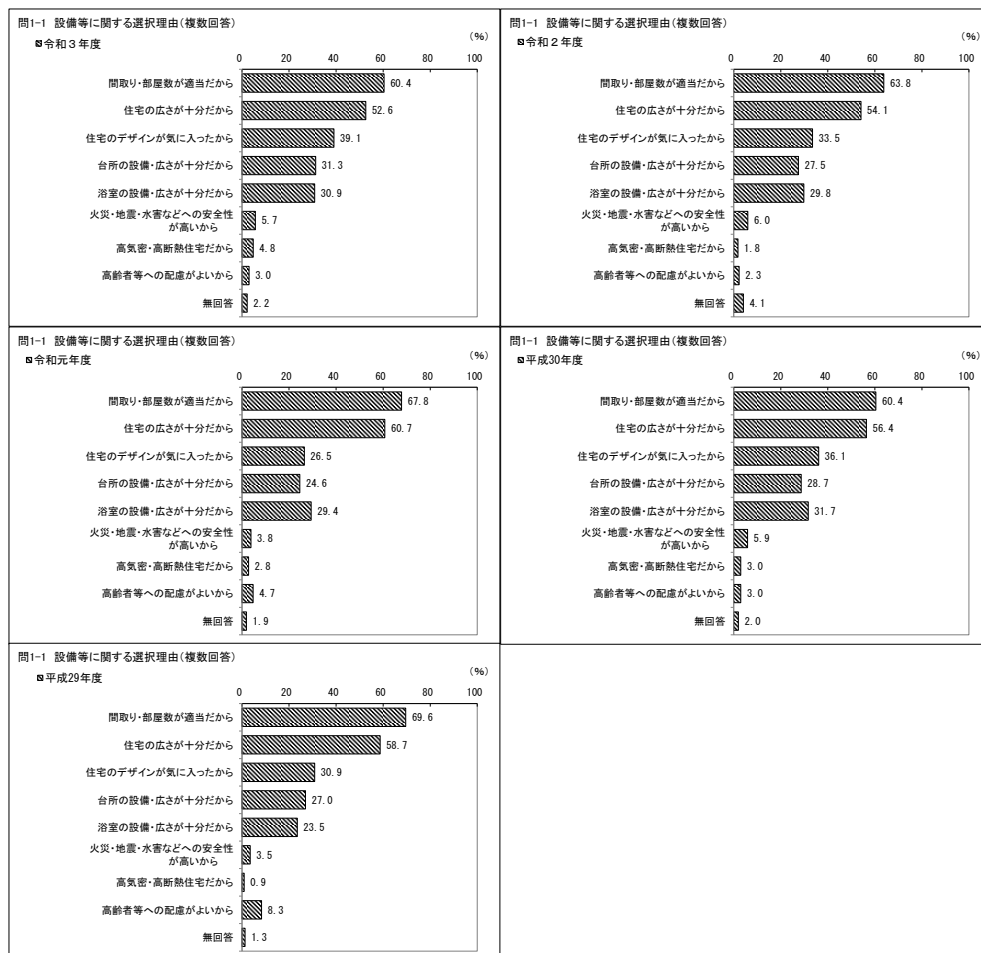 問1-1 設備等に関する選択理由(複数回答)
令和3年度
(%)
0 20 40 60 80 100
間取り・部屋数が適当だから 60.4
住宅の広さが十分だから 52.6
住宅のデザインが気に入ったから 39.1
台所の設備・広さが十分だから 31.3
浴室の設備・広さが十分だから 30.9
火災・地震・水害などへの安全性
が高いから 5.7
高気密・高断熱住宅だから 4.8
高齢者等への配慮がよいから 3.0
無回答 2.2
問1-1 設備等に関する選択理由(複数回答)
令和2年度
(%)
0 20 40 60 80 100
間取り・部屋数が適当だから 63.8
住宅の広さが十分だから 54.1
住宅のデザインが気に入ったから 33.5
台所の設備・広さが十分だから 27.5
浴室の設備・広さが十分だから 29.8
火災・地震・水害などへの安全性
が高いから 6.0
高気密・高断熱住宅だから 1.8
高齢者等への配慮がよいから 2.3
無回答 4.1
問1-1 設備等に関する選択理由(複数回答)
令和元年度
(%)
0 20 40 60 80 100
間取り・部屋数が適当だから 67.8
住宅の広さが十分だから 60.7
住宅のデザインが気に入ったから 26.5
台所の設備・広さが十分だから 24.6
浴室の設備・広さが十分だから 29.4
火災・地震・水害などへの安全性
が高いから 3.8
高気密・高断熱住宅だから 2.8
高齢者等への配慮がよいから 4.7
無回答 1.9
問1-1 設備等に関する選択理由(複数回答)
平成30年度
(%)
0 20 40 60 80 100
間取り・部屋数が適当だから 60.4
住宅の広さが十分だから 56.4
住宅のデザインが気に入ったから 36.1
台所の設備・広さが十分だから 28.7
浴室の設備・広さが十分だから 31.7
火災・地震・水害などへの安全性
が高いから 5.9
高気密・高断熱住宅だから 3.0
高齢者等への配慮がよいから 3.0
無回答 2.0
問1-1 設備等に関する選択理由(複数回答)
平成29年度
(%)
0 20 40 60 80 100
間取り・部屋数が適当だから 69.6
住宅の広さが十分だから 58.7
住宅のデザインが気に入ったから 30.9
台所の設備・広さが十分だから 27.0
浴室の設備・広さが十分だから 23.5
火災・地震・水害などへの安全性
が高いから 3.5
高気密・高断熱住宅だから 0.9
高齢者等への配慮がよいから 8.3
無回答 1.3